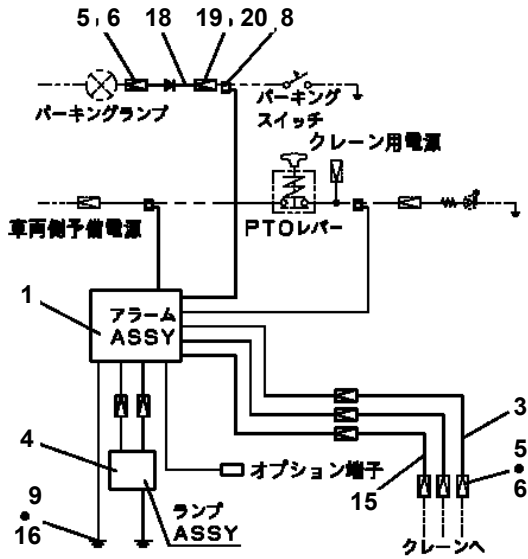 5, 6
18
19, 20
8
パーキングランプ
パーキング
スイッチ
クレーン用電源
車両側予備電源
PTOレバー
1
アラーム
ASSY
3
4
5
6
オプション端子
15
9
16
ランプ
ASSY
クレーンへ